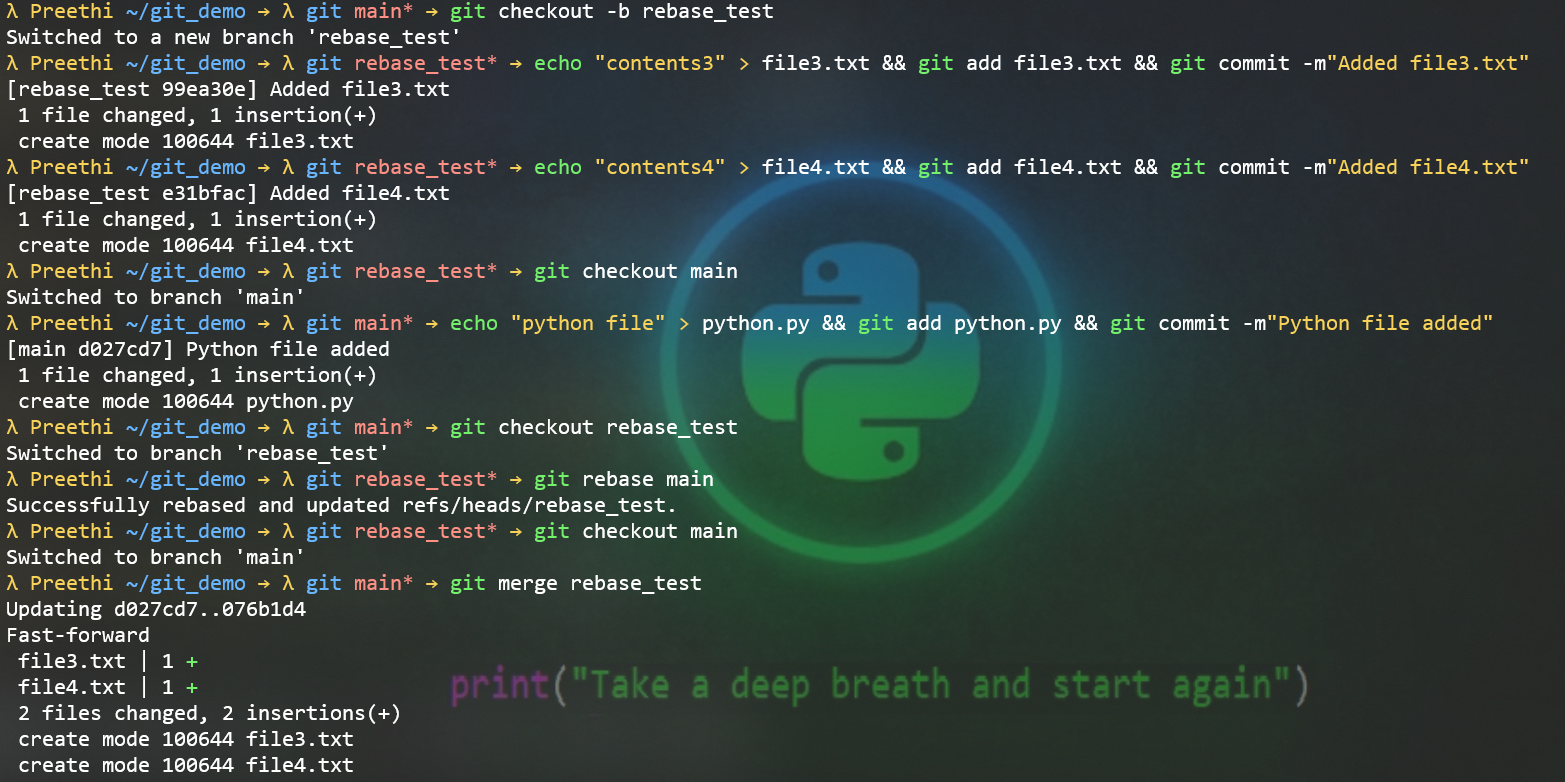 λ Preethi ~/git_demo → λ git main* → git checkout -b rebase_test
Switched to a new branch 'rebase_test'
λ Preethi ~/git_demo → λ git rebase_test* → echo "contents3" > file3.txt && git add file3.txt && git commit -m"Added file3.txt"
[rebase_test 99ea30e] Added file3.txt
 1 file changed, 1 insertion(+)
 create mode 100644 file3.txt
λ Preethi ~/git_demo → λ git rebase_test* → echo "contents4" > file4.txt && git add file4.txt && git commit -m"Added file4.txt"
[rebase_test e31bfac] Added file4.txt
 1 file changed, 1 insertion(+)
 create mode 100644 file4.txt
λ Preethi ~/git_demo → λ git rebase_test* → git checkout main
Switched to branch 'main'
λ Preethi ~/git_demo → λ git main* → echo "python file" > python.py && git add python.py && git commit -m"Python file added"
[main d027cd7] Python file added
 1 file changed, 1 insertion(+)
 create mode 100644 python.py
λ Preethi ~/git_demo → λ git main* → git checkout rebase_test
Switched to branch 'rebase_test'
λ Preethi ~/git_demo → λ git rebase_test* → git rebase main
Successfully rebased and updated refs/heads/rebase_test.
λ Preethi ~/git_demo → λ git rebase_test* → git checkout main
Switched to branch 'main'
λ Preethi ~/git_demo → λ git main* → git merge rebase_test
Updating d027cd7..076b1d4
Fast-forward
 file3.txt | 1 +
 file4.txt | 1 +
 2 files changed, 2 insertions(+)
 create mode 100644 file3.txt
 create mode 100644 file4.txt
print("Take a deep breath and start again")